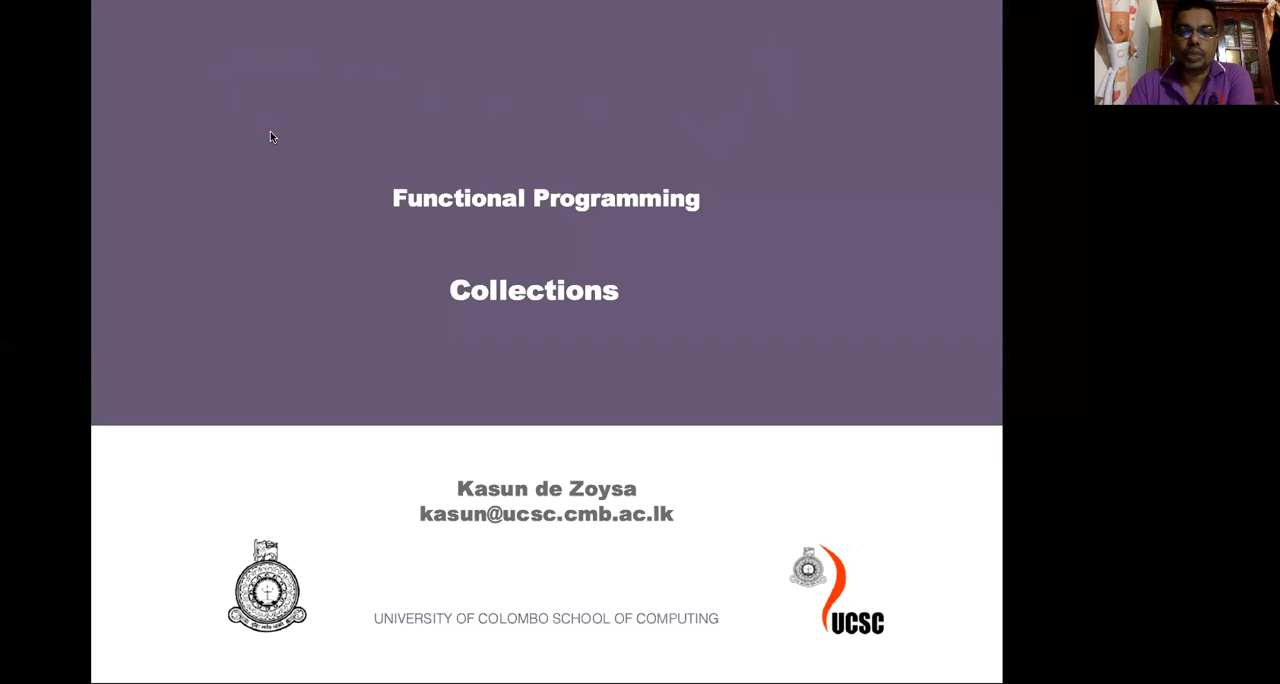 Functional Programming
Collections
Kasun de Zoysa
kasun@ucsc.cmb.ac.lk
UNIVERSITY OF COLOMBO SCHOOL OF COMPUTING
UCSC